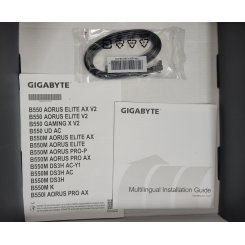 GIGABYTE
B550 AORUS ELITE AX V2
B550 AORUS ELITE V2
B550 GAMING X V2
B550 UD AC
B550M AORUS ELITE AX
B550M AORUS ELITE
B550M AORUS PRO-P
B550M AORUS PRO AX
B550M DS3H AC-Y1
B550M DS3H AC
B550M DS3H
B550M K
B550I AORUS PRO AX
GIGABYTE
Multilingual Installation Guide